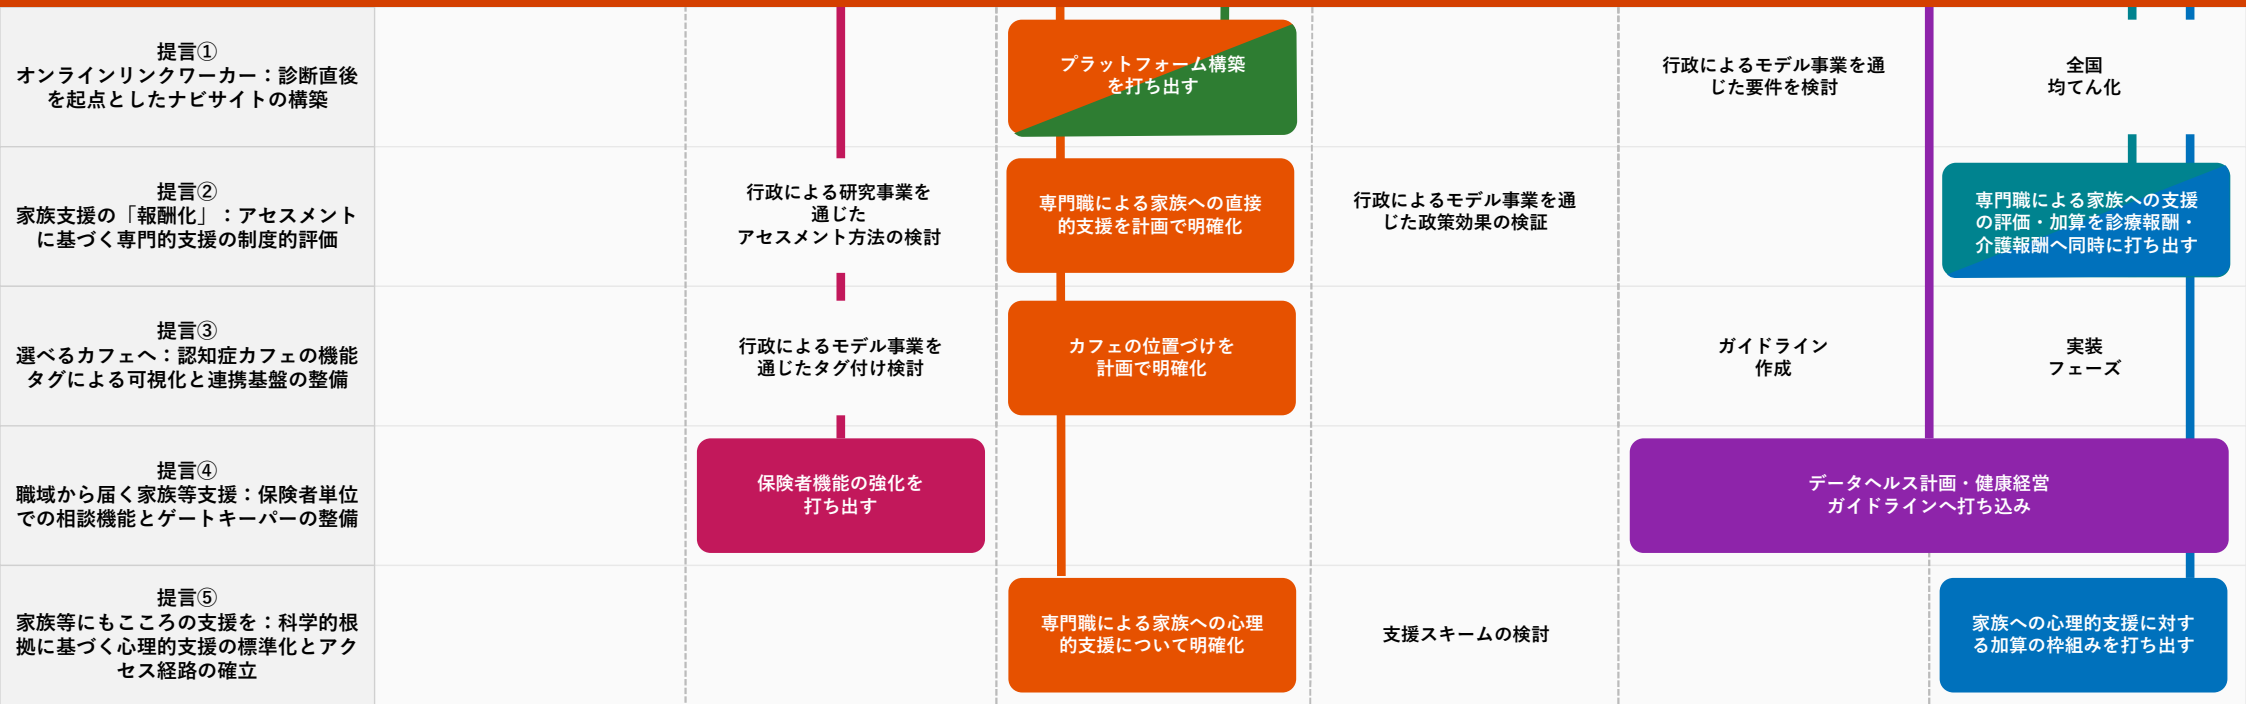 提言①
オンラインリンクワーカー：診断直後
を起点としたナビサイトの構築
プラットフォーム構築
を打ち出す
行政によるモデル事業を通
じた要件を検討
全国
均てん化
提言②
家族支援の「報酬化」：アセスメント
に基づく専門的支援の制度的評価
行政による研究事業を
通じた
アセスメント方法の検討
専門職による家族への直接
的支援を計画で明確化
行政によるモデル事業を通
じた政策効果の検証
専門職による家族への支援
の評価・加算を診療報酬・
介護報酬へ同時に打ち出す
提言③
選べるカフェへ：認知症カフェの機能
タグによる可視化と連携基盤の整備
行政によるモデル事業を
通じたタグ付け検討
カフェの位置づけを
計画で明確化
ガイドライン
作成
実装
フェーズ
提言④
職域から届く家族等支援：保険者単位
での相談機能とゲートキーパーの整備
保険者機能の強化を
打ち出す
データヘルス計画・健康経営
ガイドラインへ打ち込み
提言⑤
家族等にもこころの支援を：科学的根
拠に基づく心理的支援の標準化とアク
セス経路の確立
専門職による家族への心理
的支援について明確化
支援スキームの検討
家族への心理的支援に対す
る加算の枠組みを打ち出す